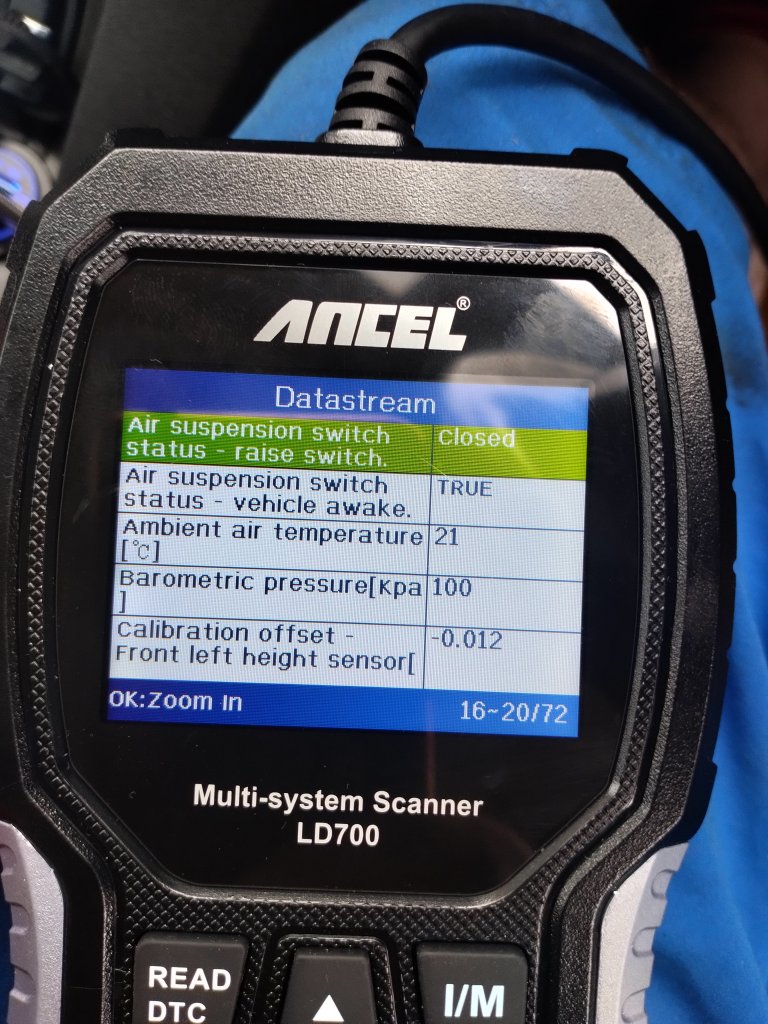 ANCEL®
Datastream
Air suspension switch Closed
status - raise switch.
Air suspension switch TRUE
status - vehicle awake.
Ambient air temperature 21
[℃]
Barometric pressure[Kpa 100
]
Calibration offset - -0.012
Front left height sensor[
OK:Zoom In 16~20/72
Multi-system Scanner
LD700
READ
DTC
▲
I/M